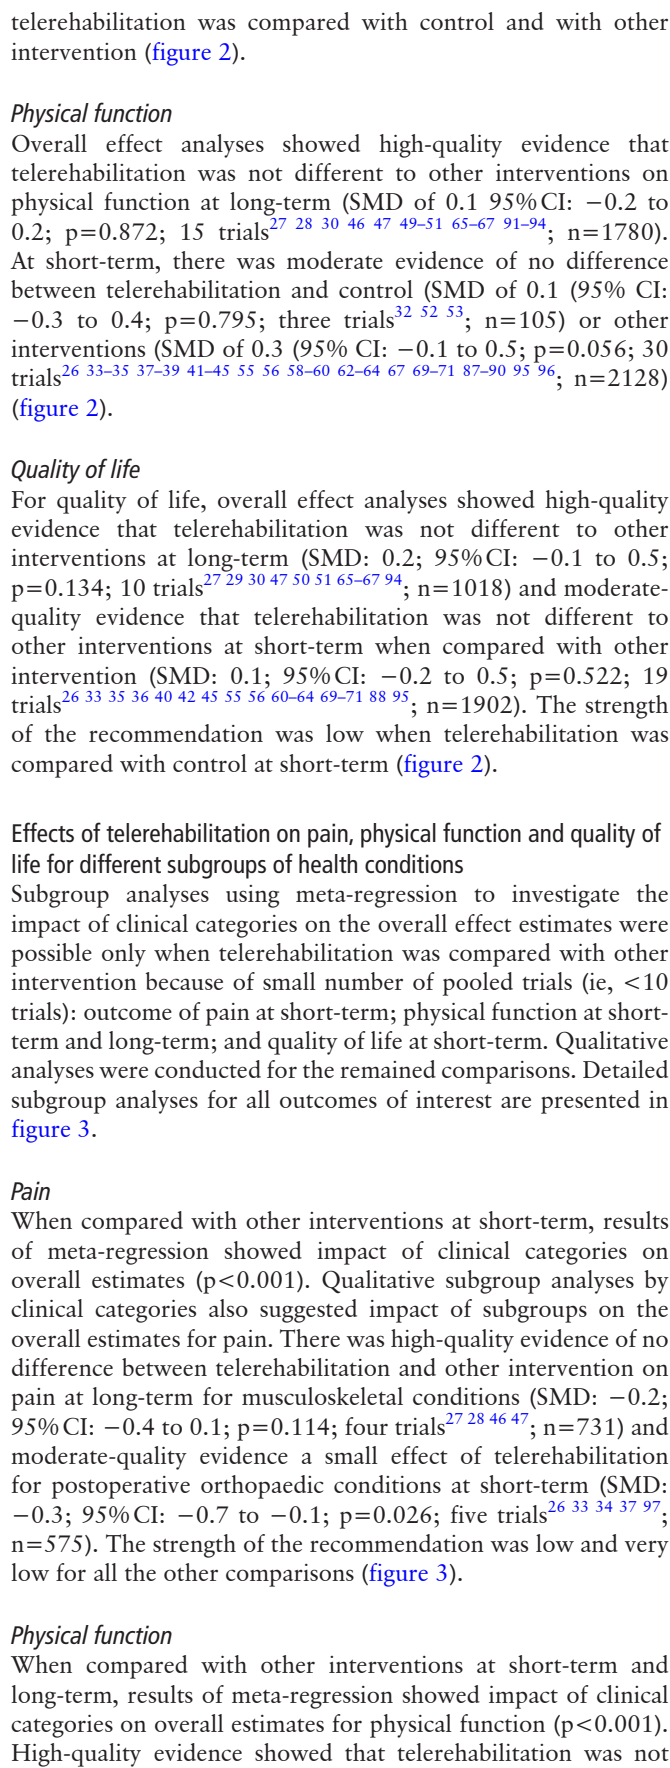 telerehabilitation was compared with control and with other
intervention (figure 2).
Physical function
Overall effect analyses showed high-quality evidence that
telerehabilitation was not different to other interventions on
physical function at long-term (SMD of 0.1 95% CI: −0.2 to
0.2; p=0.872; 15 trials27 28 30 46 47 49–51 65–67 91–94; n=1780).
At short-term, there was moderate evidence of no difference
between telerehabilitation and control (SMD of 0.1 (95% CI:
−0.3 to 0.4; p=0.795; three trials32 52 53; n=105) or other
interventions (SMD of 0.3 (95% CI: −0.1 to 0.5; p=0.056; 30
trials26 33–35 37–39 41–45 55 56 58–60 62–64 67 69–71 87–90 95 96; n=2128)
(figure 2).
Quality of life
For quality of life, overall effect analyses showed high-quality
evidence that telerehabilitation was not different to other
interventions at long-term (SMD: 0.2; 95% CI: −0.1 to 0.5;
p=0.134; 10 trials27 29 30 47 50 51 65–67 94; n=1018) and moderate-
quality evidence that telerehabilitation was not different to
other interventions at short-term when compared with other
intervention (SMD: 0.1; 95% CI: −0.2 to 0.5; p=0.522; 19
trials26 33 35 36 40 42 45 55 56 60–64 69–71 88 95; n=1902). The strength
of the recommendation was low when telerehabilitation was
compared with control at short-term (figure 2).
Effects of telerehabilitation on pain, physical function and quality of
life for different subgroups of health conditions
Subgroup analyses using meta-regression to investigate the
impact of clinical categories on the overall effect estimates were
possible only when telerehabilitation was compared with other
intervention because of small number of pooled trials (ie, <10
trials): outcome of pain at short-term; physical function at short-
term and long-term; and quality of life at short-term. Qualitative
analyses were conducted for the remained comparisons. Detailed
subgroup analyses for all outcomes of interest are presented in
figure 3.
Pain
When compared with other interventions at short-term, results
of meta-regression showed impact of clinical categories on
overall estimates (p<0.001). Qualitative subgroup analyses by
clinical categories also suggested impact of subgroups on the
overall estimates for pain. There was high-quality evidence of no
difference between telerehabilitation and other intervention on
pain at long-term for musculoskeletal conditions (SMD: −0.2;
95% CI: −0.4 to 0.1; p=0.114; four trials27 28 46 47; n=731) and
moderate-quality evidence a small effect of telerehabilitation
for postoperative orthopaedic conditions at short-term (SMD:
−0.3; 95% CI: −0.7 to −0.1; p=0.026; five trials26 33 34 37 97;
n=575). The strength of the recommendation was low and very
low for all the other comparisons (figure 3).
Physical function
When compared with other interventions at short-term and
long-term, results of meta-regression showed impact of clinical
categories on overall estimates for physical function (p<0.001).
High-quality evidence showed that telerehabilitation was not